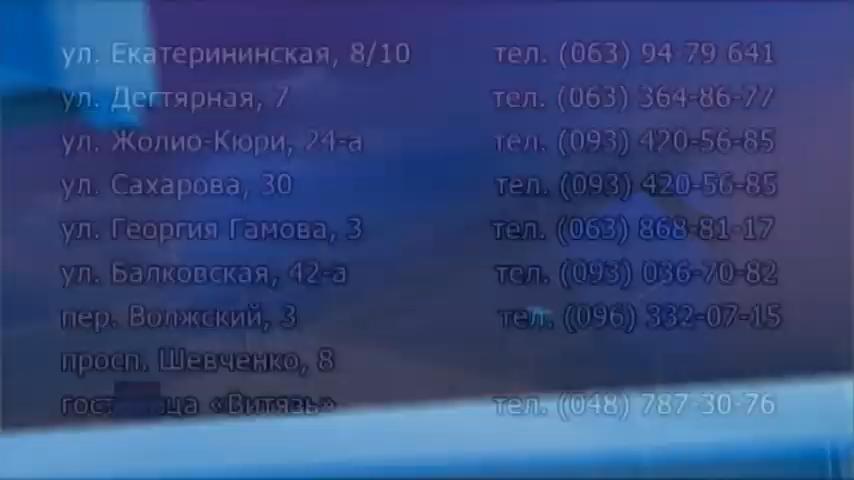 ул. Екатерининская, 8/10 тел. (063) 94 79 641
ул. Дегтярная, 7 тел. (063) 364-86-77
ул. Жолио-Кюри, 24-а тел. (093) 420-56-85
ул. Сахарова, 30 тел. (093) 420-56-85
ул. Георгия Гамова, 3 тел. (063) 868-81-17
ул. Балковская, 42-а тел. (093) 036-70-82
пер. Волжский, 3 тел. (096) 332-07-15
просп. Шевченко, 8
«Витязь» тел. (048) 787-30-76